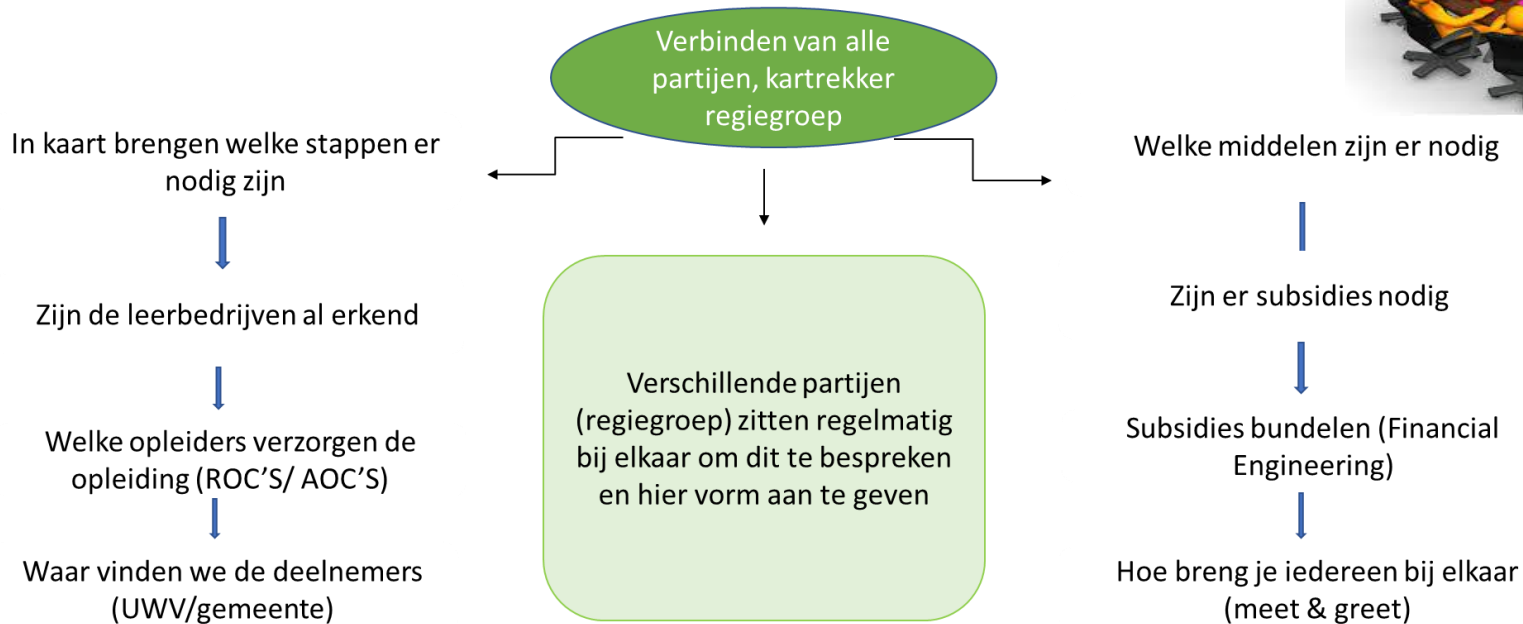 Verbinden van alle
partijen, kartrekker
regiegroep
In kaart brengen welke stappen er
nodig zijn
Zijn de leerbedrijven al erkend
Welke opleiders verzorgen de
opleiding (ROC'S/ AOC'S)
Waar vinden we de deelnemers
(UWV/gemeente)
Verschillende partijen
(regiegroep) zitten regelmatig
bij elkaar om dit te bespreken
en hier vorm aan te geven
Welke middelen zijn er nodig
Zijn er subsidies nodig
Subsidies bundelen (Financial
Engineering)
Hoe breng je iedereen bij elkaar
(meet & greet)